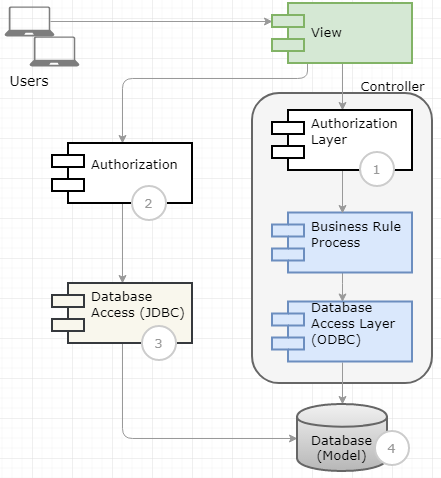 View
Users
Controller
Authorization
Layer
1
Authorization
2
Business Rule
Process
Database
Access (JDBC)
3
Database
Access Layer
(ODBC)
Database
(Model)
4